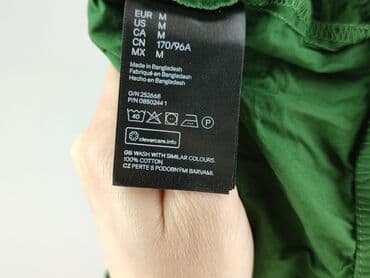 EUR M
US M
CA M
CN 170/96A
MX M
Made in Bangladesh
Fabriqué en Bangladesh
Hecho en Bangladesh
O/N 252668
P/N 0850244 1
40 P
clevercare.info
GB WASH WITH SIMILAR COLOURS.
100% COTTON.
CZ PERTE S PODOBNÝMI BARVAMI.